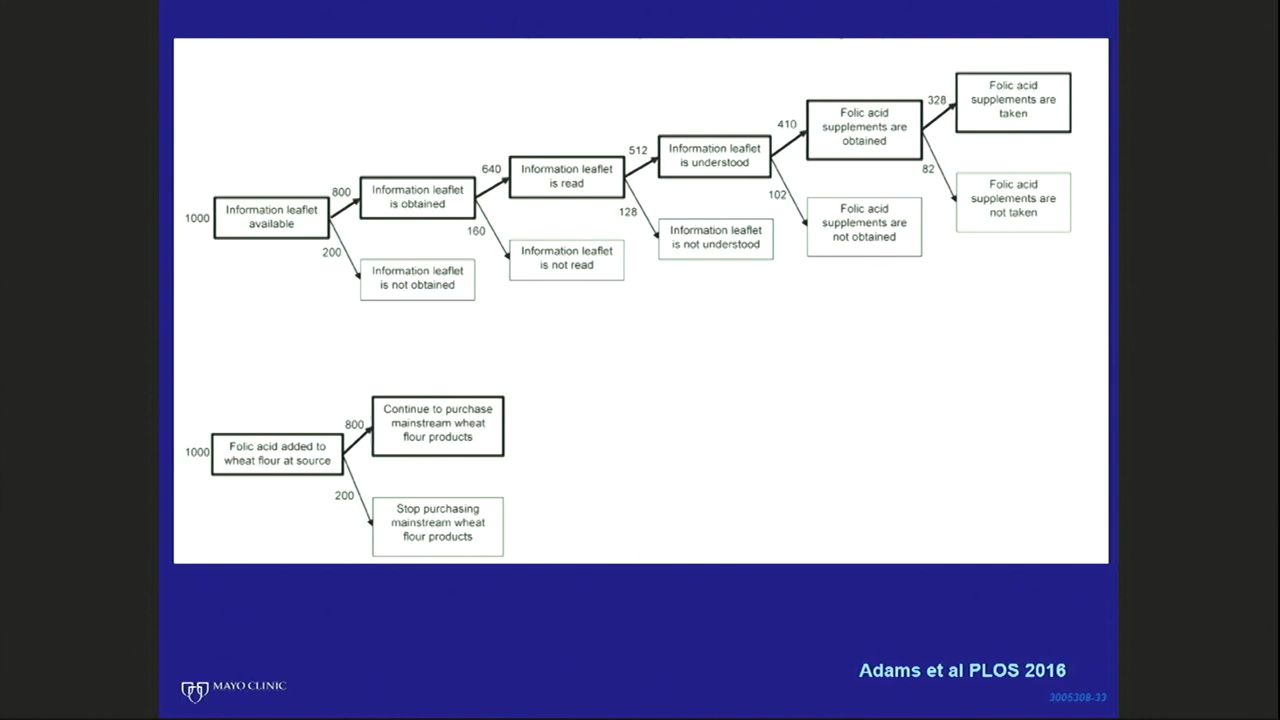 1000
Information leaflet
available
800
200
Information leaflet
is obtained
Information leaflet
is not obtained
640
160
Information leaflet
is read
Information leaflet
is not read
512
128
Information leaflet
is understood
Information leaflet
is not understood
410
102
Folic acid
supplements are
obtained
Folic acid
supplements are
not obtained
328
82
Folic acid
supplements are
taken
Folic acid
supplements are
not taken
1000
Folic acid added to
wheat flour at source
800
200
Continue to purchase
mainstream wheat
flour products
Stop purchasing
mainstream wheat
flour products
Adams et al PLOS 2016
MAYO CLINIC
3005308-33